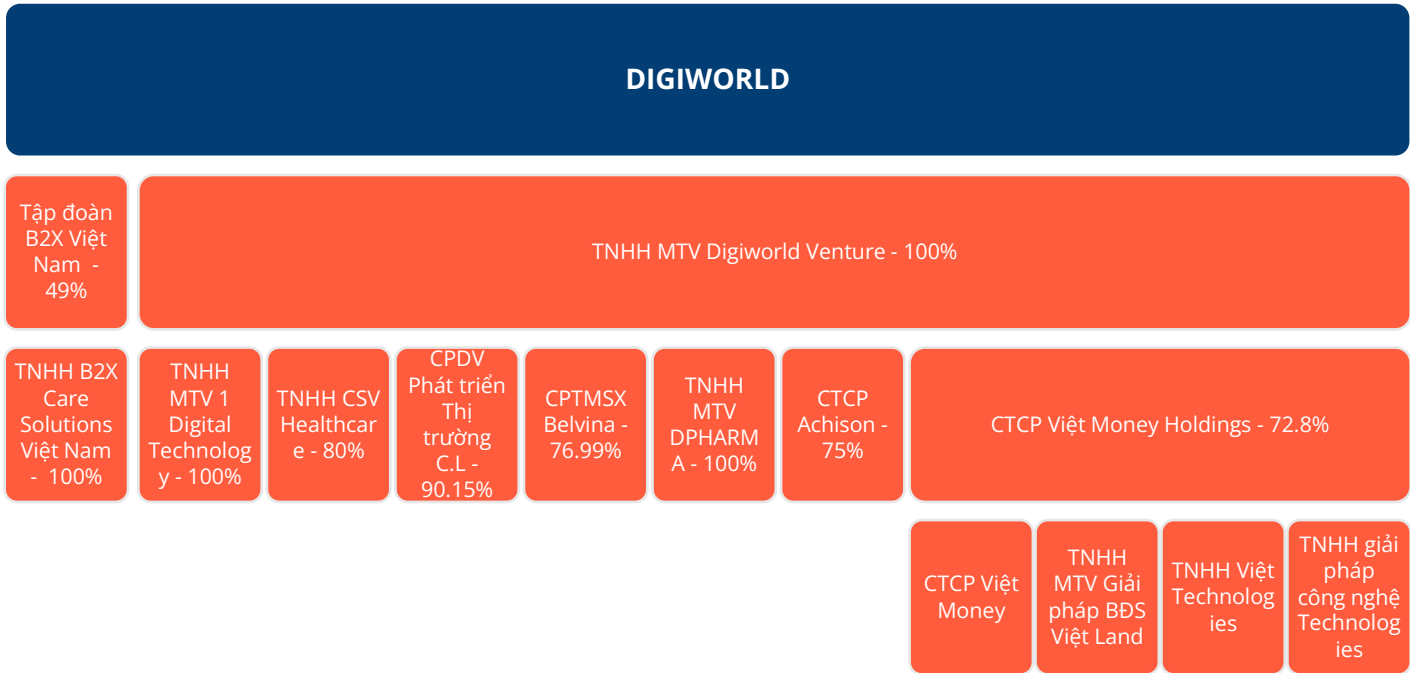 DIGIWORLD
Tập đoàn
B2X Việt
Nam -
49%
TNHH MTV Digiworld Venture - 100%
TNHH B2X
Care
Solutions
Việt Nam
- 100%
TNHH
MTV 1
Digital
Technolog
y - 100%
TNHH CSV
Healthcar
e - 80%
CPDV
Phát triển
Thị
trường
C.L -
90.15%
CPTMSX
Belvina -
76.99%
TNHH
MTV
DPHARM
A - 100%
CTCP
Achison -
75%
CTCP Việt Money Holdings - 72.8%
CTCP Việt
Money
TNHH
MTV Giải
pháp BĐS
Việt Land
TNHH Việt
Technolog
ies
TNHH giải
pháp
công nghệ
Technolog
ies